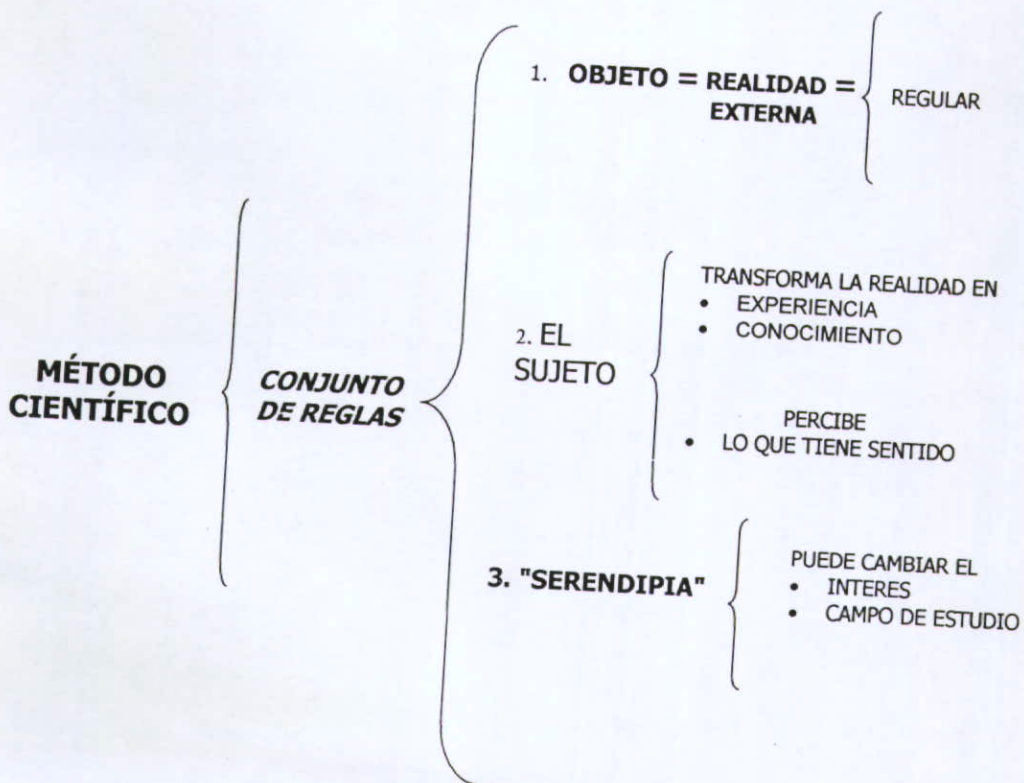 MÉTODO
CIENTÍFICO
CONJUNTO
DE REGLAS
1. OBJETO = REALIDAD =
EXTERNA
REGULAR
2. EL
SUJETO
TRANSFORMA LA REALIDAD EN
• EXPERIENCIA
• CONOCIMIENTO
PERCIBE
• LO QUE TIENE SENTIDO
3. "SERENDIPIA"
PUEDE CAMBIAR EL
• INTERES
• CAMPO DE ESTUDIO